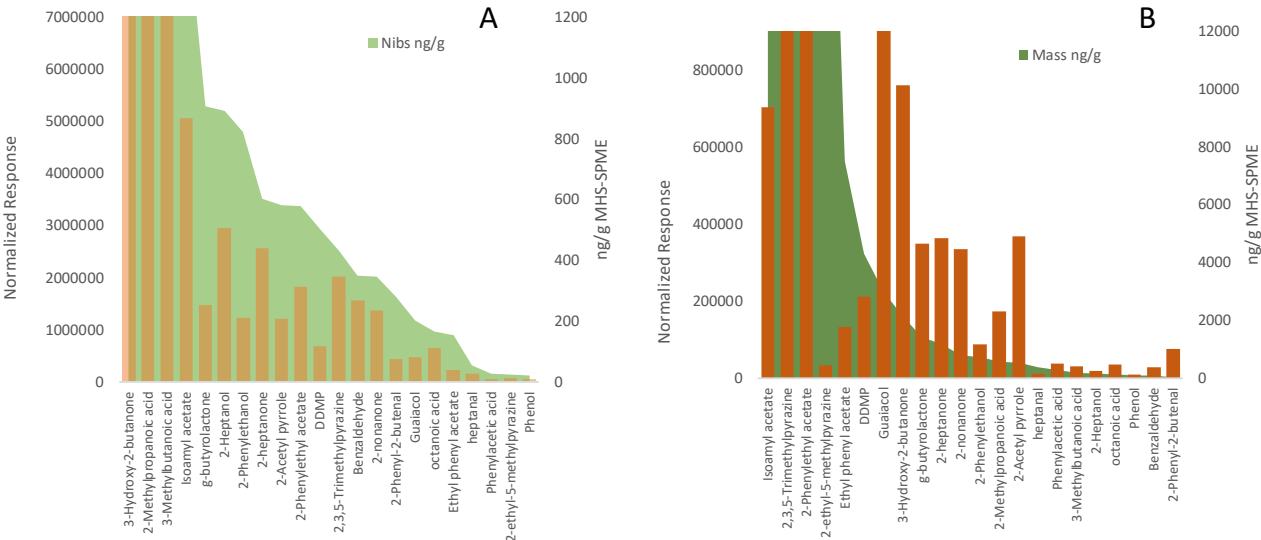 A
Nibs ng/g
Normalized Response
7000000
6000000
5000000
4000000
3000000
2000000
1000000
0
1200
1000
800
600
400
200
0
ng/g MHS-SPME
3-Hydroxy-2-butanone
2-Methylpropanoic acid
3-Methylbutanoic acid
Isoamyl acetate
g-butyrolactone
2-Heptanol
2-Phenylethanol
2-heptanone
2-Acetyl pyrrole
2-Phenylethyl acetate
DDMP
2,3,5-Trimethylpyrazine
Benzaldehyde
2-nonanone
2-Phenyl-2-butenal
Guaiacol
octanoic acid
Ethyl phenyl acetate
heptanal
Phenylacetic acid
2-ethyl-5-methylpyrazine
Phenol
B
Mass ng/g
Normalized Response
800000
600000
400000
200000
0
12000
10000
8000
6000
4000
2000
0
ng/g MHS-SPME
Isoamyl acetate
2,3,5-Trimethylpyrazine
2-Phenylethyl acetate
2-ethyl-5-methylpyrazine
Ethyl phenyl acetate
DDMP
Guaiacol
3-Hydroxy-2-butanone
g-butyrolactone
2-heptanone
2-nonanone
2-Phenylethanol
2-Methylpropanoic acid
2-Acetyl pyrrole
heptanal
Phenylacetic acid
3-Methylbutanoic acid
2-Heptanol
octanoic acid
Phenol
Benzaldehyde
2-Phenyl-2-butenal